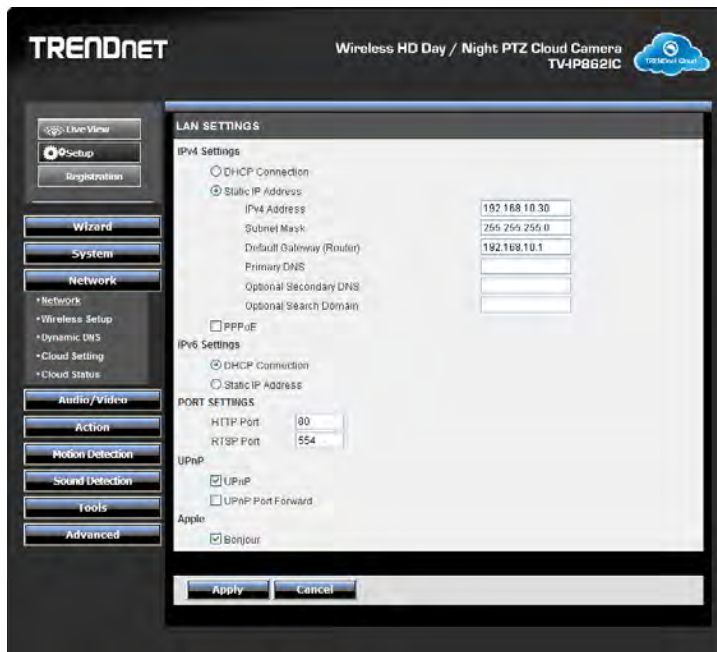 TRENDNET
Wireless HD Day / Night PTZ Cloud Camera
TV-IP862IC
TRENDnet Cloud
Live View
Setup
Registration
Wizard
System
Network
•Network
•Wireless Setup
•Dynamic DNS
•Cloud Setting
•Cloud Status
Audio/Video
Action
Motion Detection
Sound Detection
Tools
Advanced
LAN SETTINGS
IPv4 Settings
DHCP Connection
Static IP Address
IPv4 Address 192.168.10.30
Subnet Mask 255.255.255.0
Default Gateway (Router) 192.168.10.1
Primary DNS
Optional Secondary DNS
Optional Search Domain
PPPoE
IPv6 Settings
DHCP Connection
Static IP Address
PORT SETTINGS
HTTP Port 80
RTSP Port 554
UPnP
UPnP
UPnP Port Forward
Apple
Bonjour
Apply Cancel